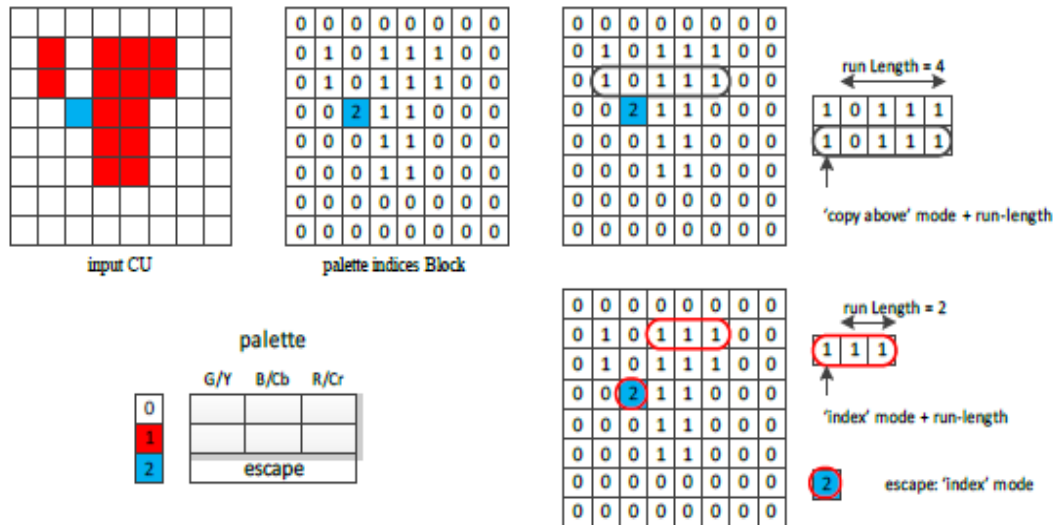 input CU
0 0 0 0 0 0 0 0
0 1 0 1 1 1 0 0
0 1 0 1 1 1 0 0
0 0 2 1 1 0 0 0
0 0 0 1 1 0 0 0
0 0 0 1 1 0 0 0
0 0 0 0 0 0 0 0
0 0 0 0 0 0 0 0
palette indices Block
0 0 0 0 0 0 0 0
0 1 0 1 1 1 0 0
0 1 0 1 1 1 0 0
0 0 2 1 1 0 0 0
0 0 0 1 1 0 0 0
0 0 0 1 1 0 0 0
0 0 0 0 0 0 0 0
0 0 0 0 0 0 0 0
run Length = 4
1 0 1 1 1
1 0 1 1 1
'copy above' mode + run-length
palette
G/Y B/Cb R/Cr
0
1
2
escape
0 0 0 0 0 0 0 0
0 1 0 1 1 1 0 0
0 1 0 1 1 1 0 0
0 0 2 1 1 0 0 0
0 0 0 1 1 0 0 0
0 0 0 1 1 0 0 0
0 0 0 0 0 0 0 0
0 0 0 0 0 0 0 0
run Length = 2
1 1 1
'index' mode + run-length
2
escape: 'index' mode